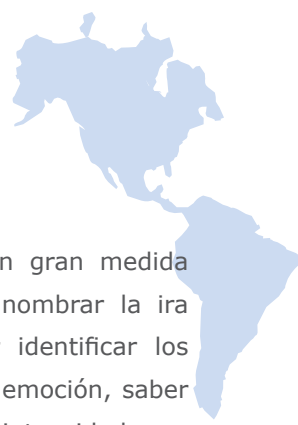 n gran medida
nombrar la ira
identificar los
emoción, saber